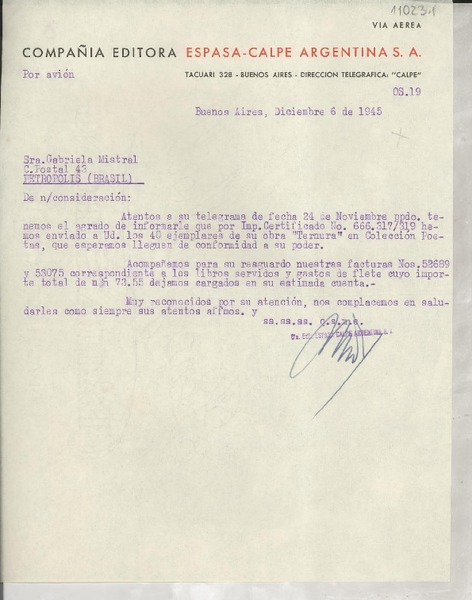 11023.1
VIA AEREA
COMPAÑIA EDITORA ESPASA-CALPE ARGENTINA S. A.
Por avión
TACUARI 328 - BUENOS AIRES - DIRECCION TELEGRAFICA: "CALPE"
OS.19
Buenos Aires, Diciembre 6 de 1945
Sra.Gabriela Mistral
C.Postal 43
PETROPOLIS (BRASIL)
De n/consideración:
Atentos a su telegrama de fecha 24 de Noviembre ppdo. te-
nemos el agrado de informarle que por Imp.Certificado No. 666.317/319 he-
mos enviado a Ud. los 40 ejemplares de su obra "Ternura" en Colección Poe-
tas, que esperemos lleguen de conformidad a su poder.
Acompañamos para su resguardo nuestras facturas Nos.52689
y 53075 correspondiente a los libros servidos y gastos de flete cuyo impor-
te total de m$n 73.55 dejamos cargados en su estimada cuenta.-
Muy reconocidos por su atención, nos complacemos en salu-
darles como siempre sus atentos affmos. y
ss.ss.ss. q.e.s.m.